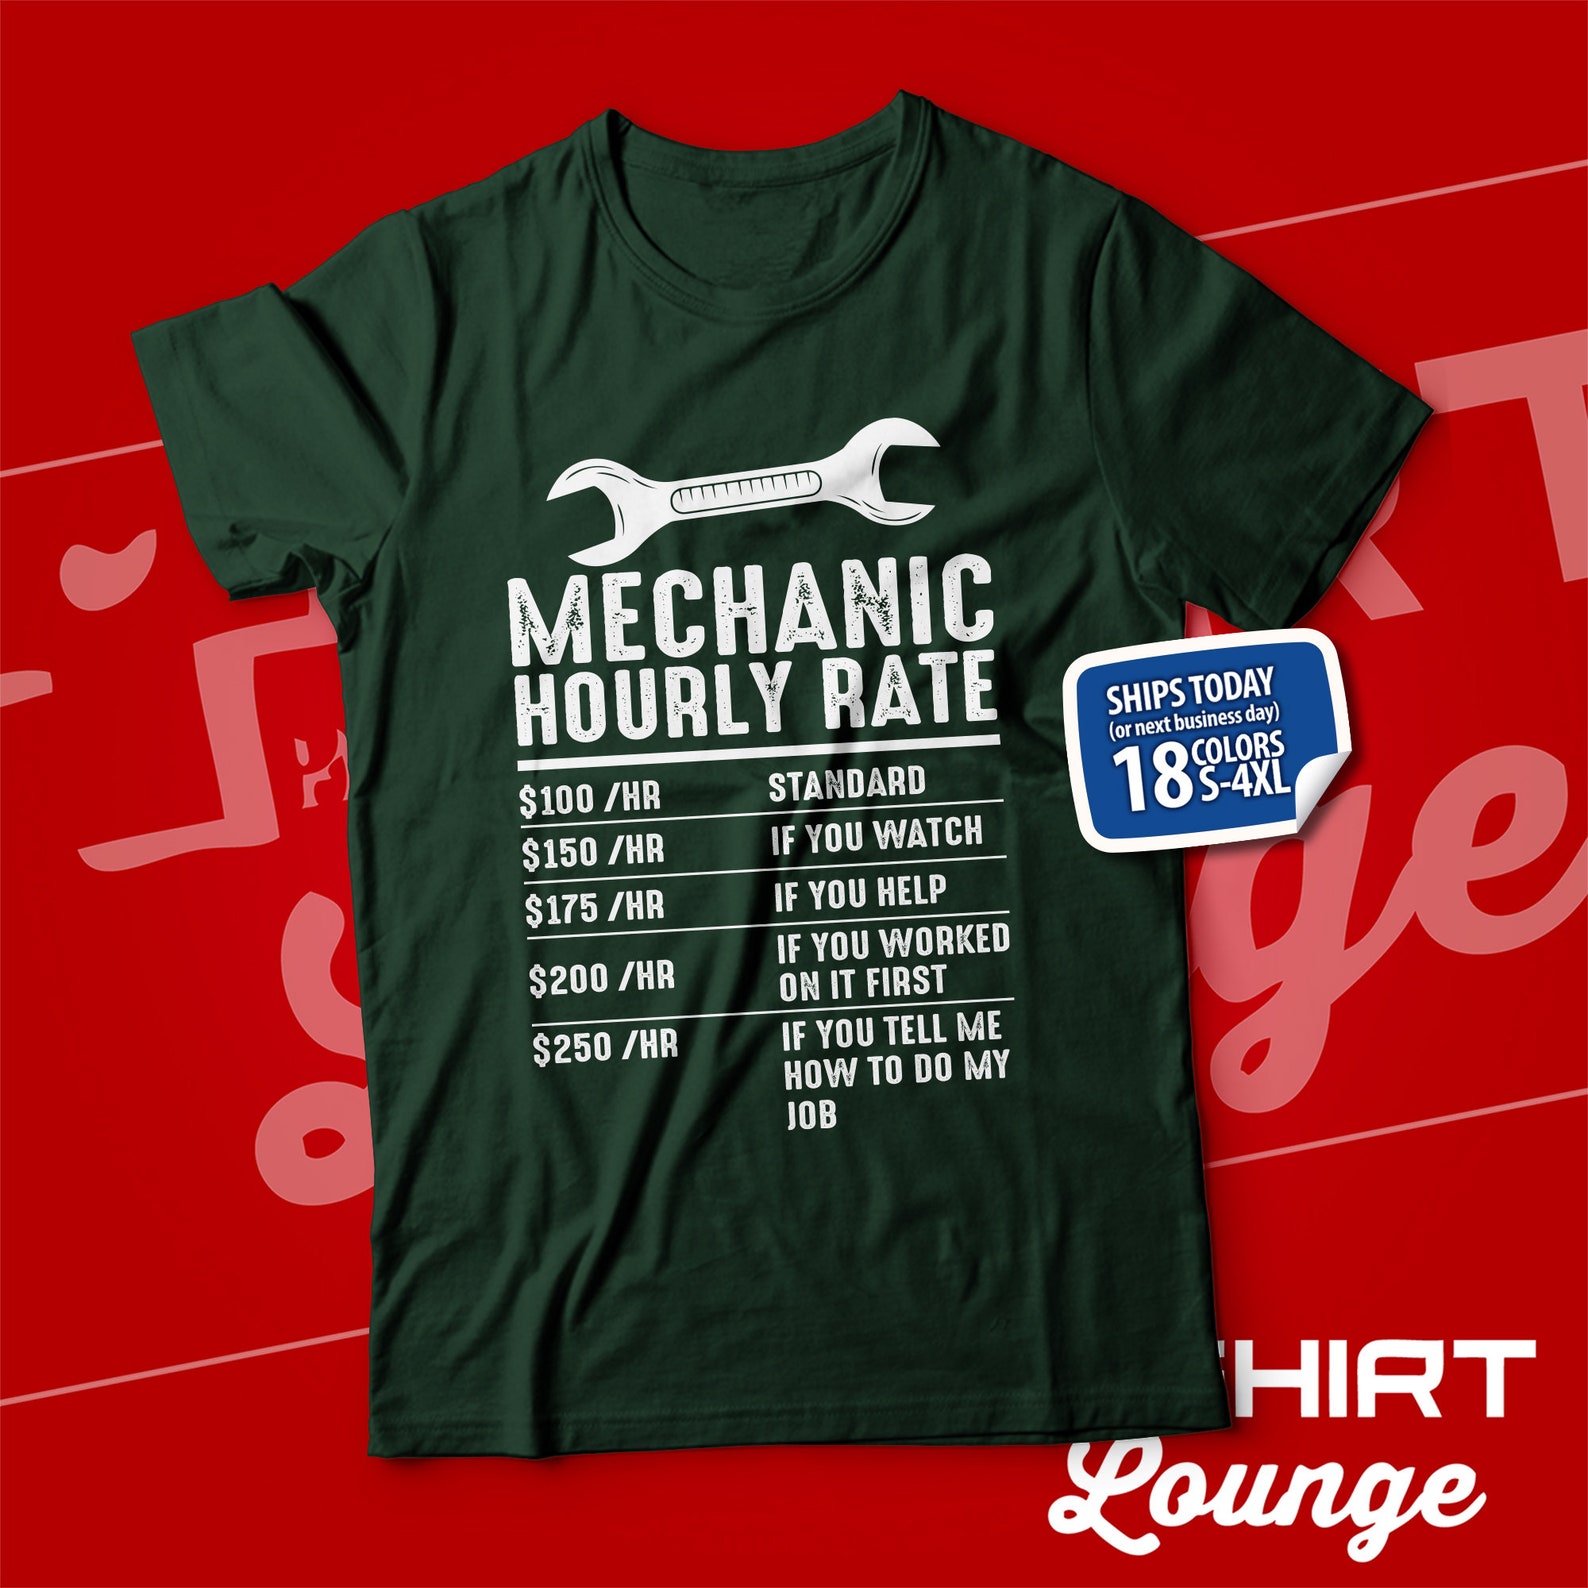 MECHANIC
HOURLY RATE
$100 /HR STANDARD
$150 /HR IF YOU WATCH
$175 /HR IF YOU HELP
$200 /HR IF YOU WORKED
ON IT FIRST
$250 /HR IF YOU TELL ME
HOW TO DO MY
JOB
SHIPS TODAY
(or next business day)
18 COLORS
S-4XL
HIRT
Lounge